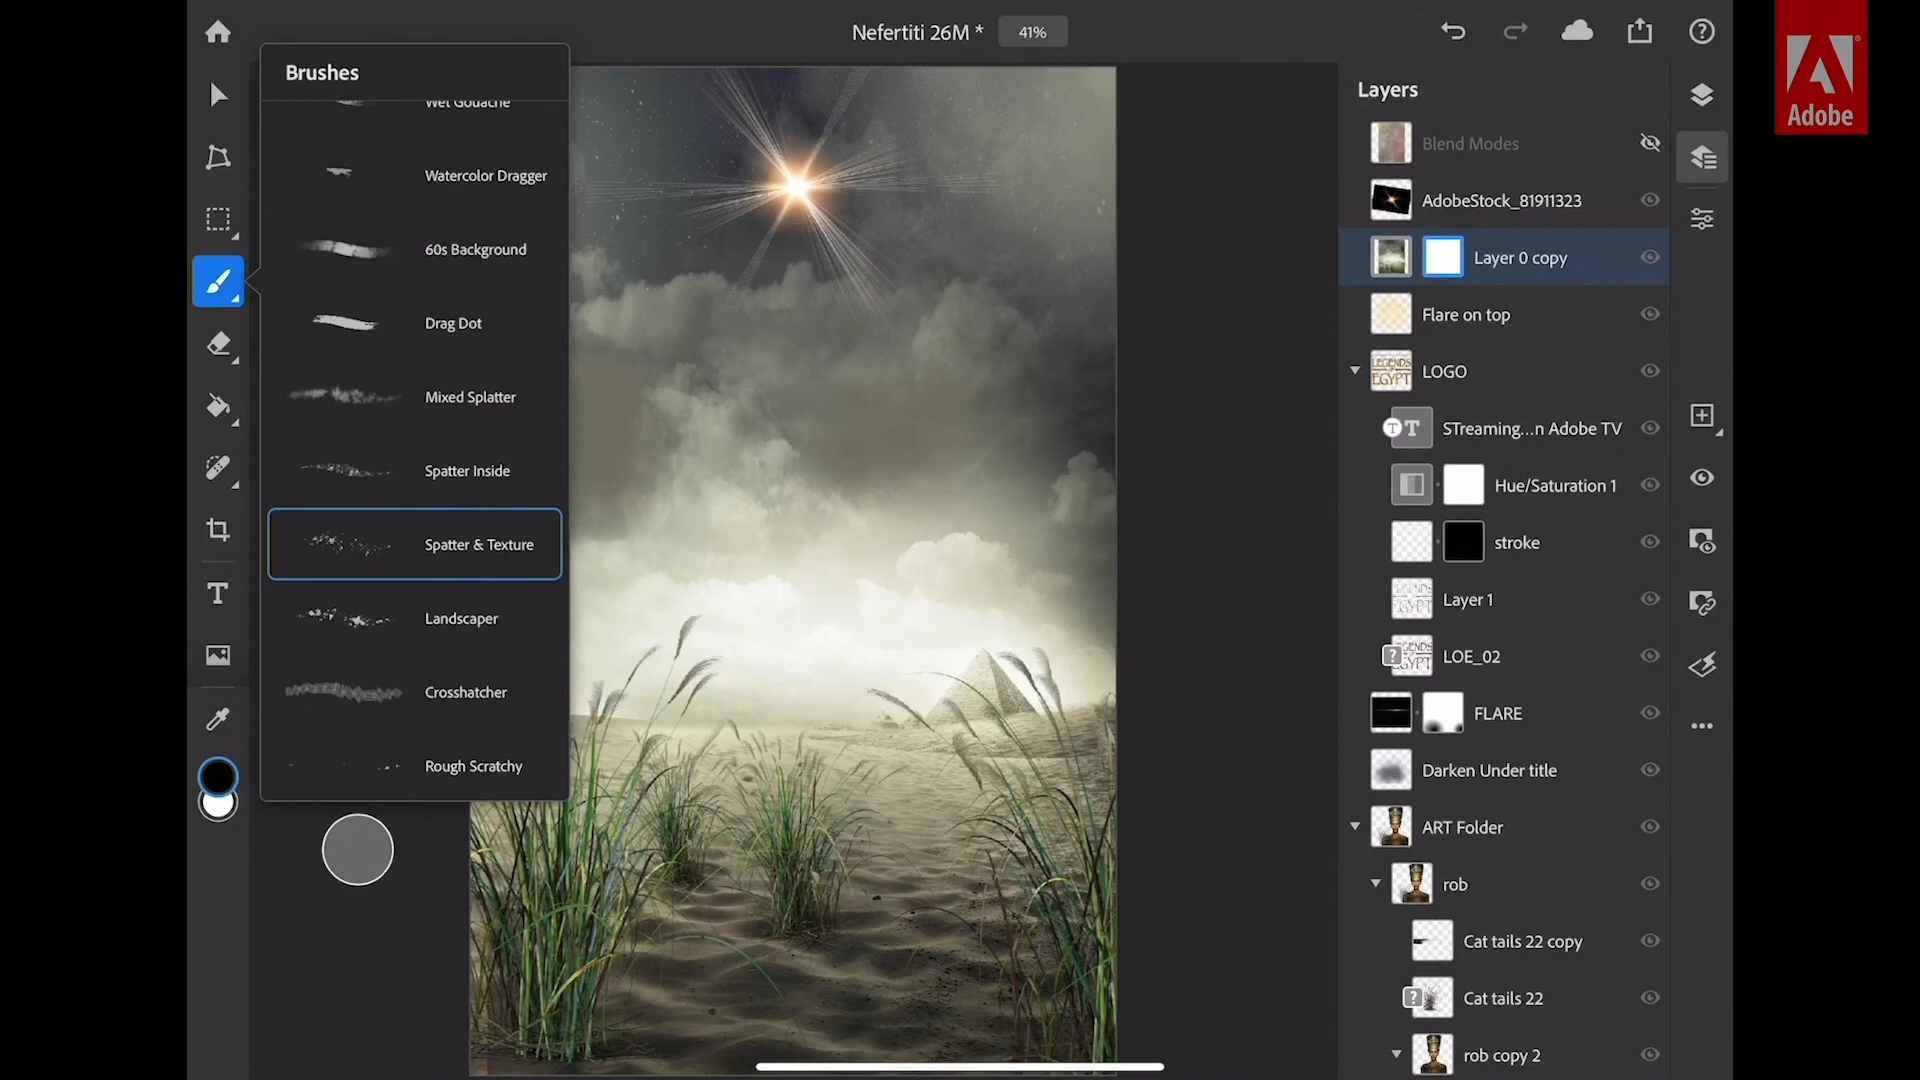 Nefertiti 26M *
41%
Adobe
Brushes
Wet Gouache
Watercolor Dragger
60s Background
Drag Dot
Mixed Splatter
Spatter Inside
Spatter & Texture
Landscaper
Crosshatcher
Rough Scratchy
Layers
Blend Modes
AdobeStock_81911323
Layer 0 copy
Flare on top
LEGENDS
OF
EGYPT
LOGO
STreaming...n Adobe TV
Hue/Saturation 1
stroke
Layer 1
LOE_02
FLARE
Darken Under title
ART Folder
rob
Cat tails 22 copy
Cat tails 22
rob copy 2